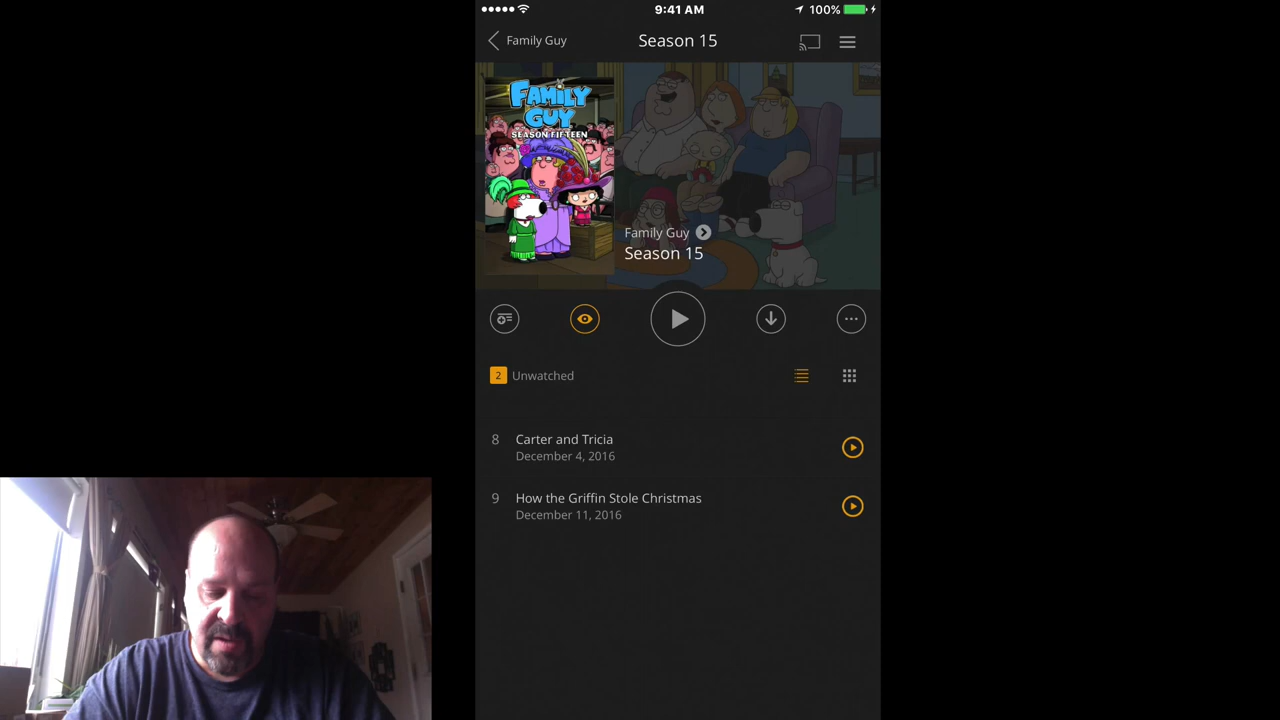 9:41 AM
100%
Family Guy
Season 15
FAMILY
GUY
SEASON FIFTEEN
Family Guy
Season 15
2 Unwatched
8 Carter and Tricia
December 4, 2016
9 How the Griffin Stole Christmas
December 11, 2016